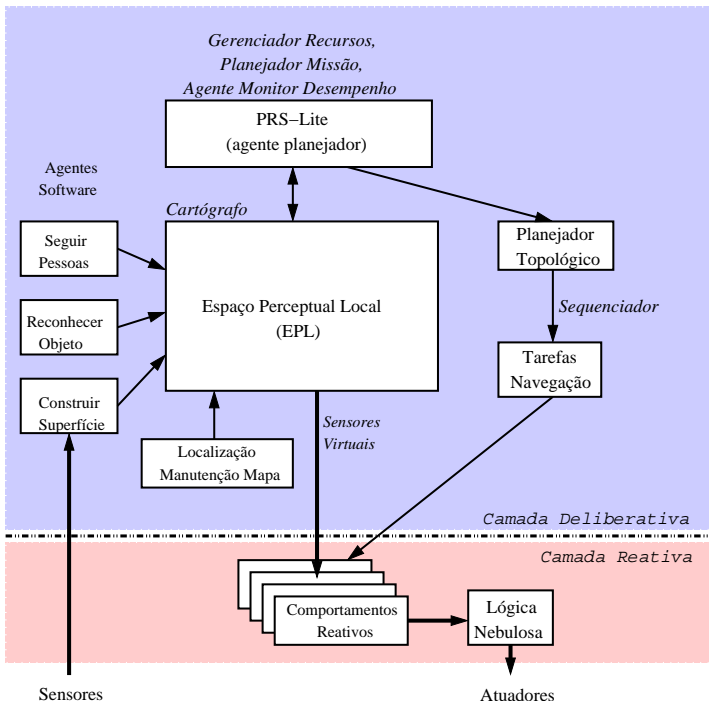 Gerenciador Recursos,
Planejador Missão,
Agente Monitor Desempenho
PRS−Lite
(agente planejador)
Agentes
Software
Cartógrafo
Seguir
Pessoas
Planejador
Topológico
Espaço Perceptual Local
(EPL)
Reconhecer
Objeto
Sequenciador
Tarefas
Navegação
Construir
Superfície
Sensores
Virtuais
Localização
Manutenção Mapa
Camada Deliberativa
Camada Reativa
Comportamentos
Reativos
Lógica
Nebulosa
Sensores
Atuadores